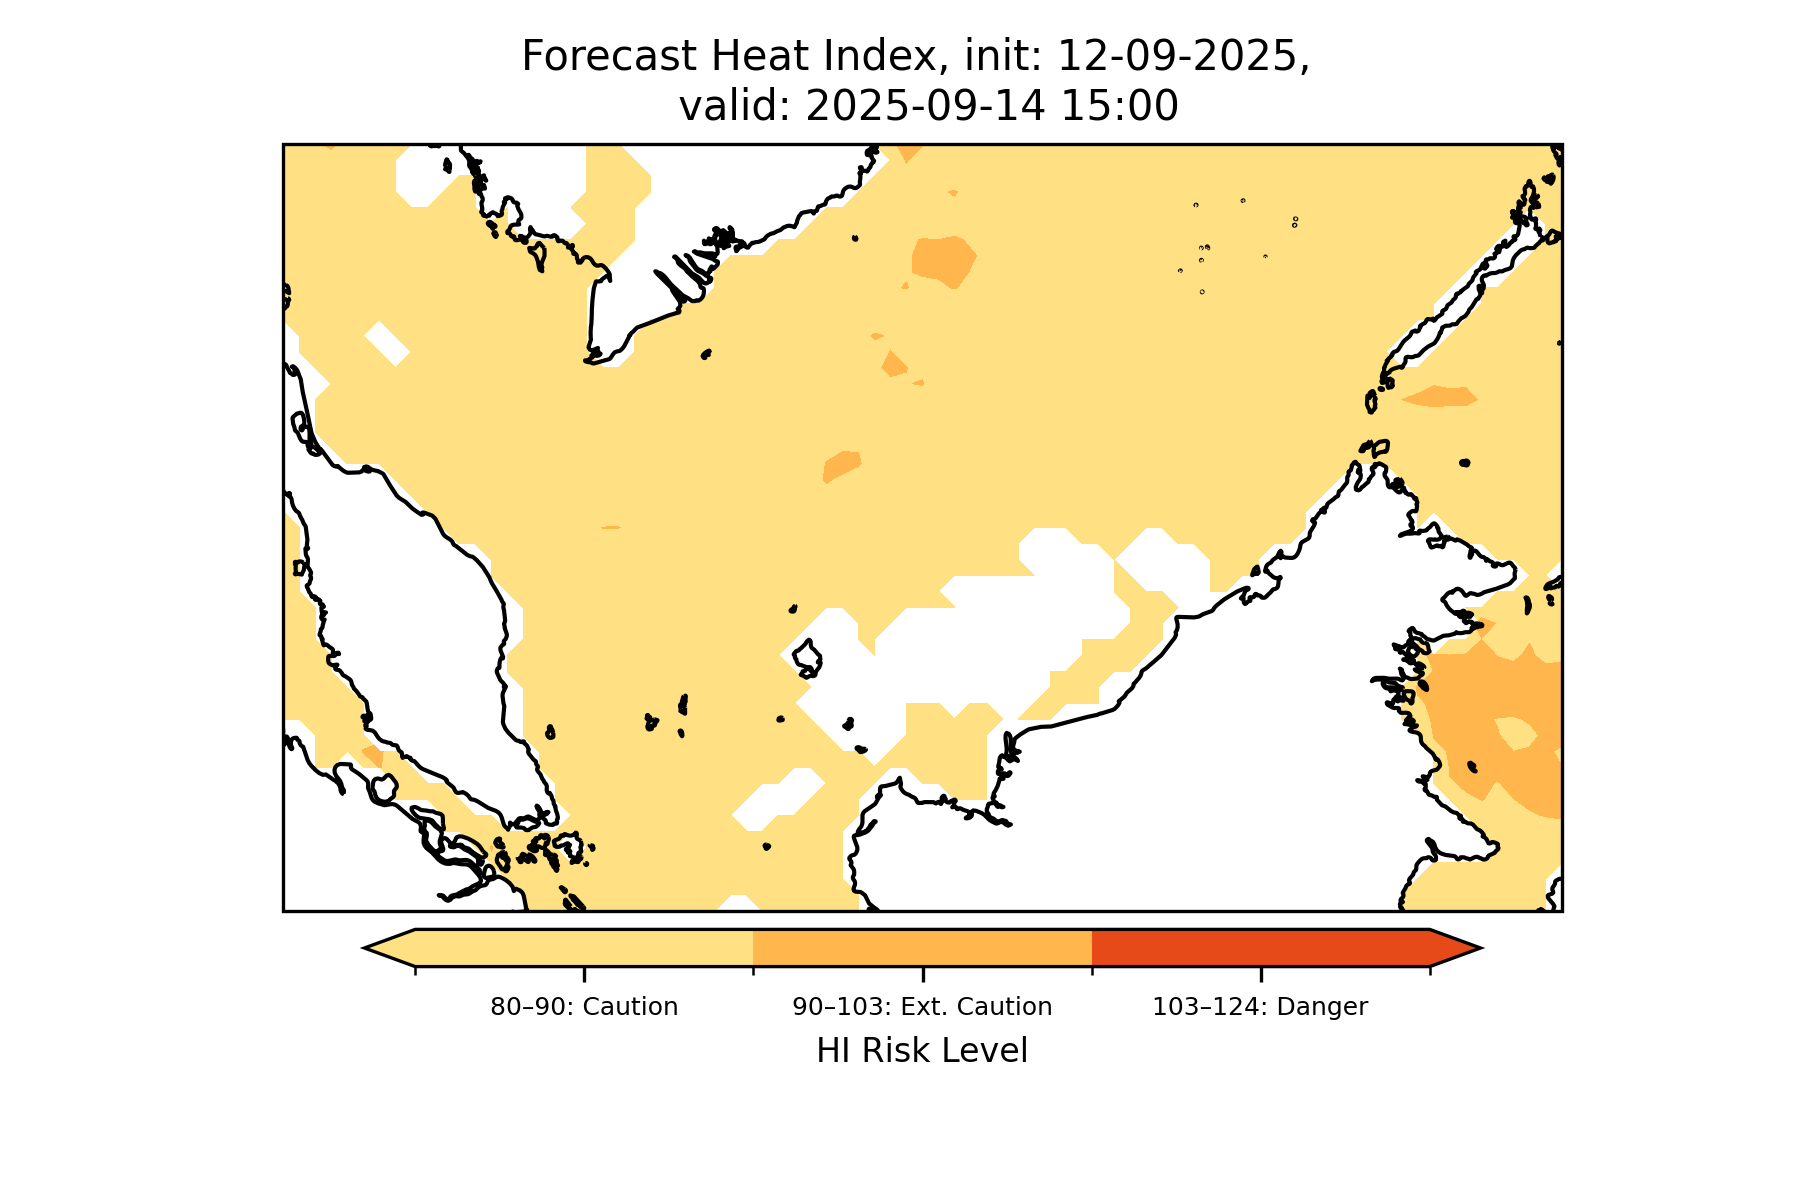 Forecast Heat Index, init: 12-09-2025,
valid: 2025-09-14 15:00
80–90: Caution
90–103: Ext. Caution
103–124: Danger
HI Risk Level